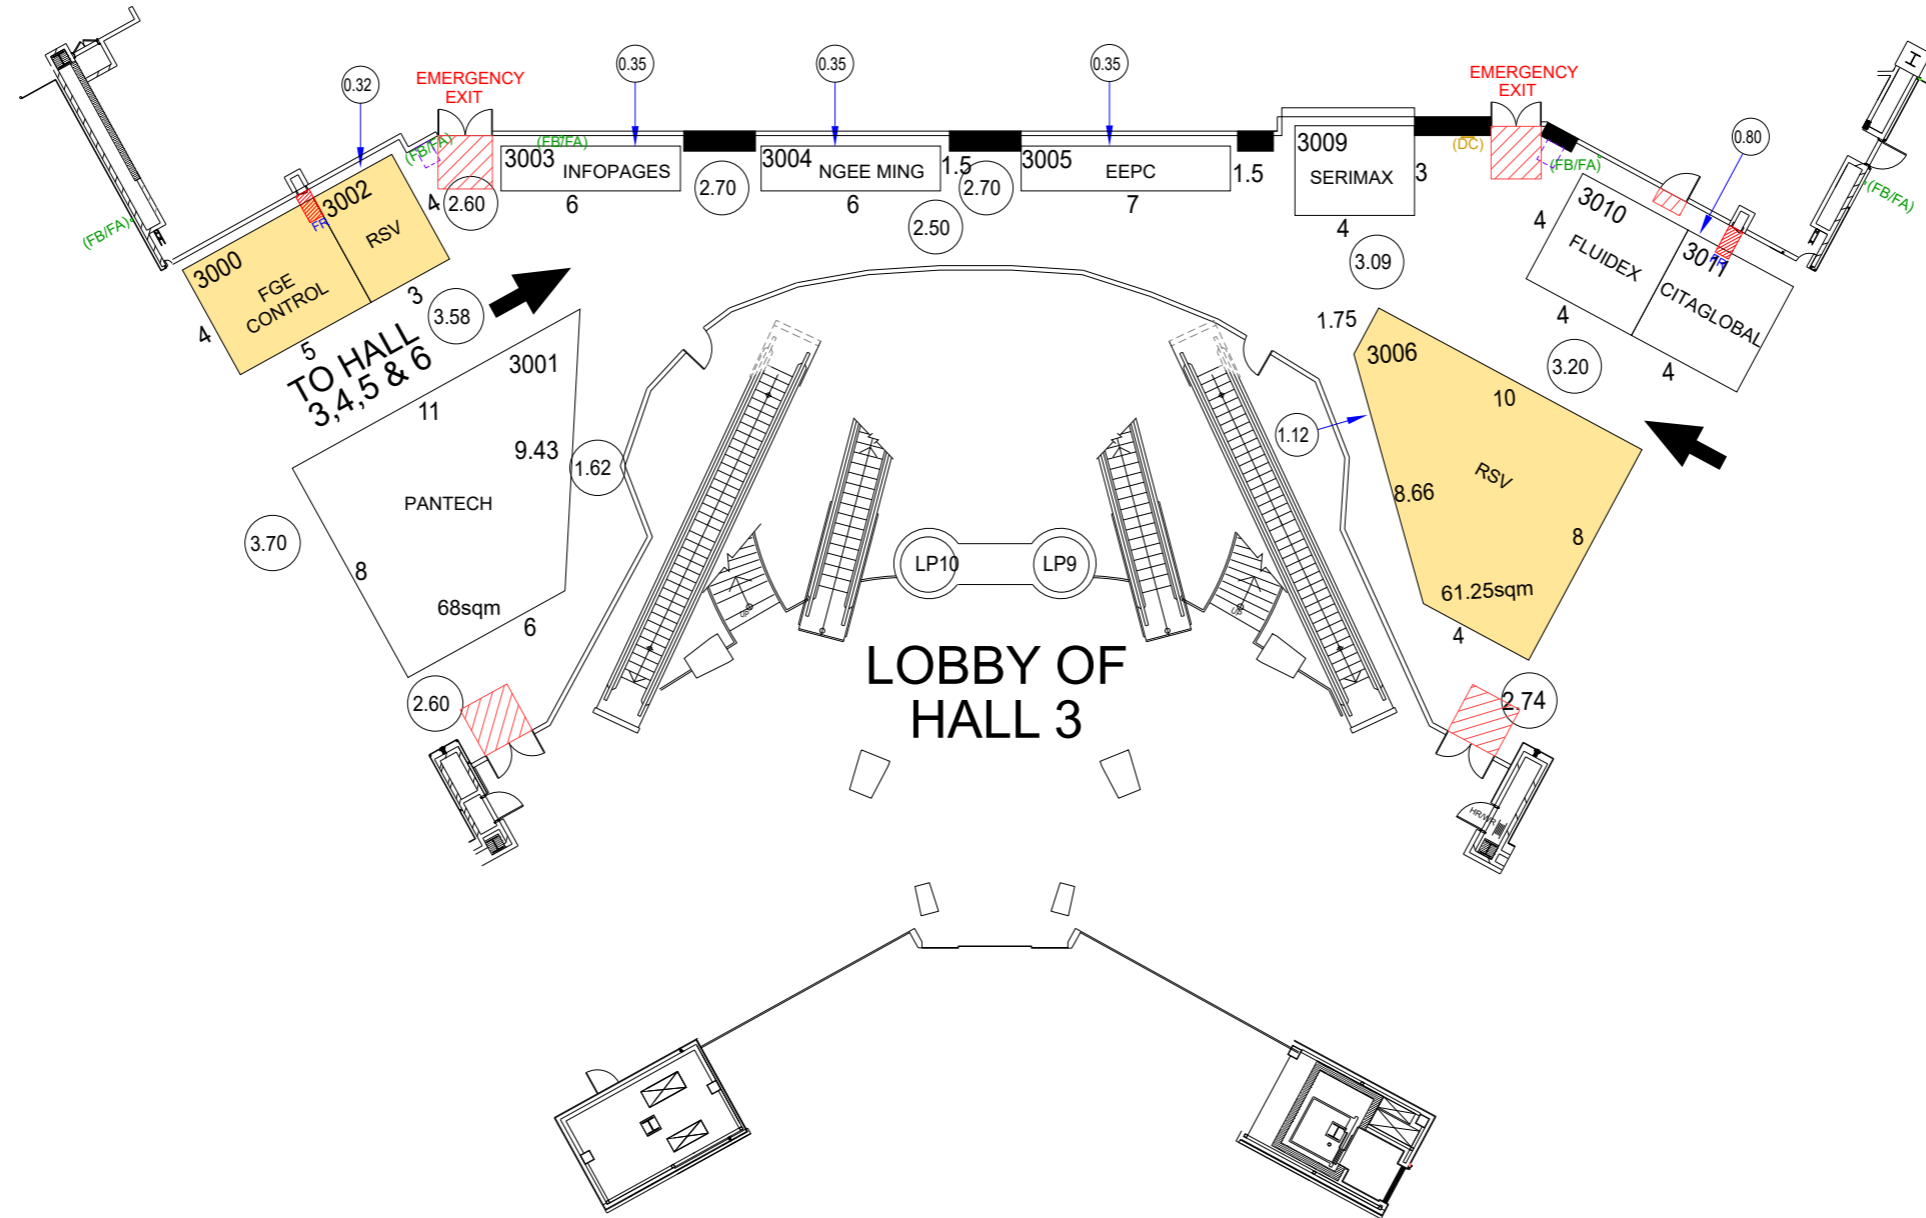 EMERGENCY
EXIT
EMERGENCY
EXIT
0.32
0.35
0.35
0.35
0.80
(FB/FA)
(FB/FA)
(DC)
(FB/FA)
(FB/FA)
(FB/FA)
3000
FGE
CONTROL
4
5
3002
RSV
FR
4
3
2.60
3003
INFOPAGES
6
2.70
3004
NGEE MING
1.5
6
2.70
2.50
3005
EEPC
1.5
7
3009
SERIMAX
3
4
3.09
3010
FLUIDEX
4
4
3011
CITAGLOBAL
FR
4
3.20
3.58
TO HALL
3,4,5 & 6
3001
11
9.43
PANTECH
8
68sqm
6
1.62
3.70
2.60
1.75
3006
10
1.12
RSV
8.66
8
61.25sqm
4
2.74
LP10
LP9
UP
UP
LOBBY OF
HALL 3
HR/WR